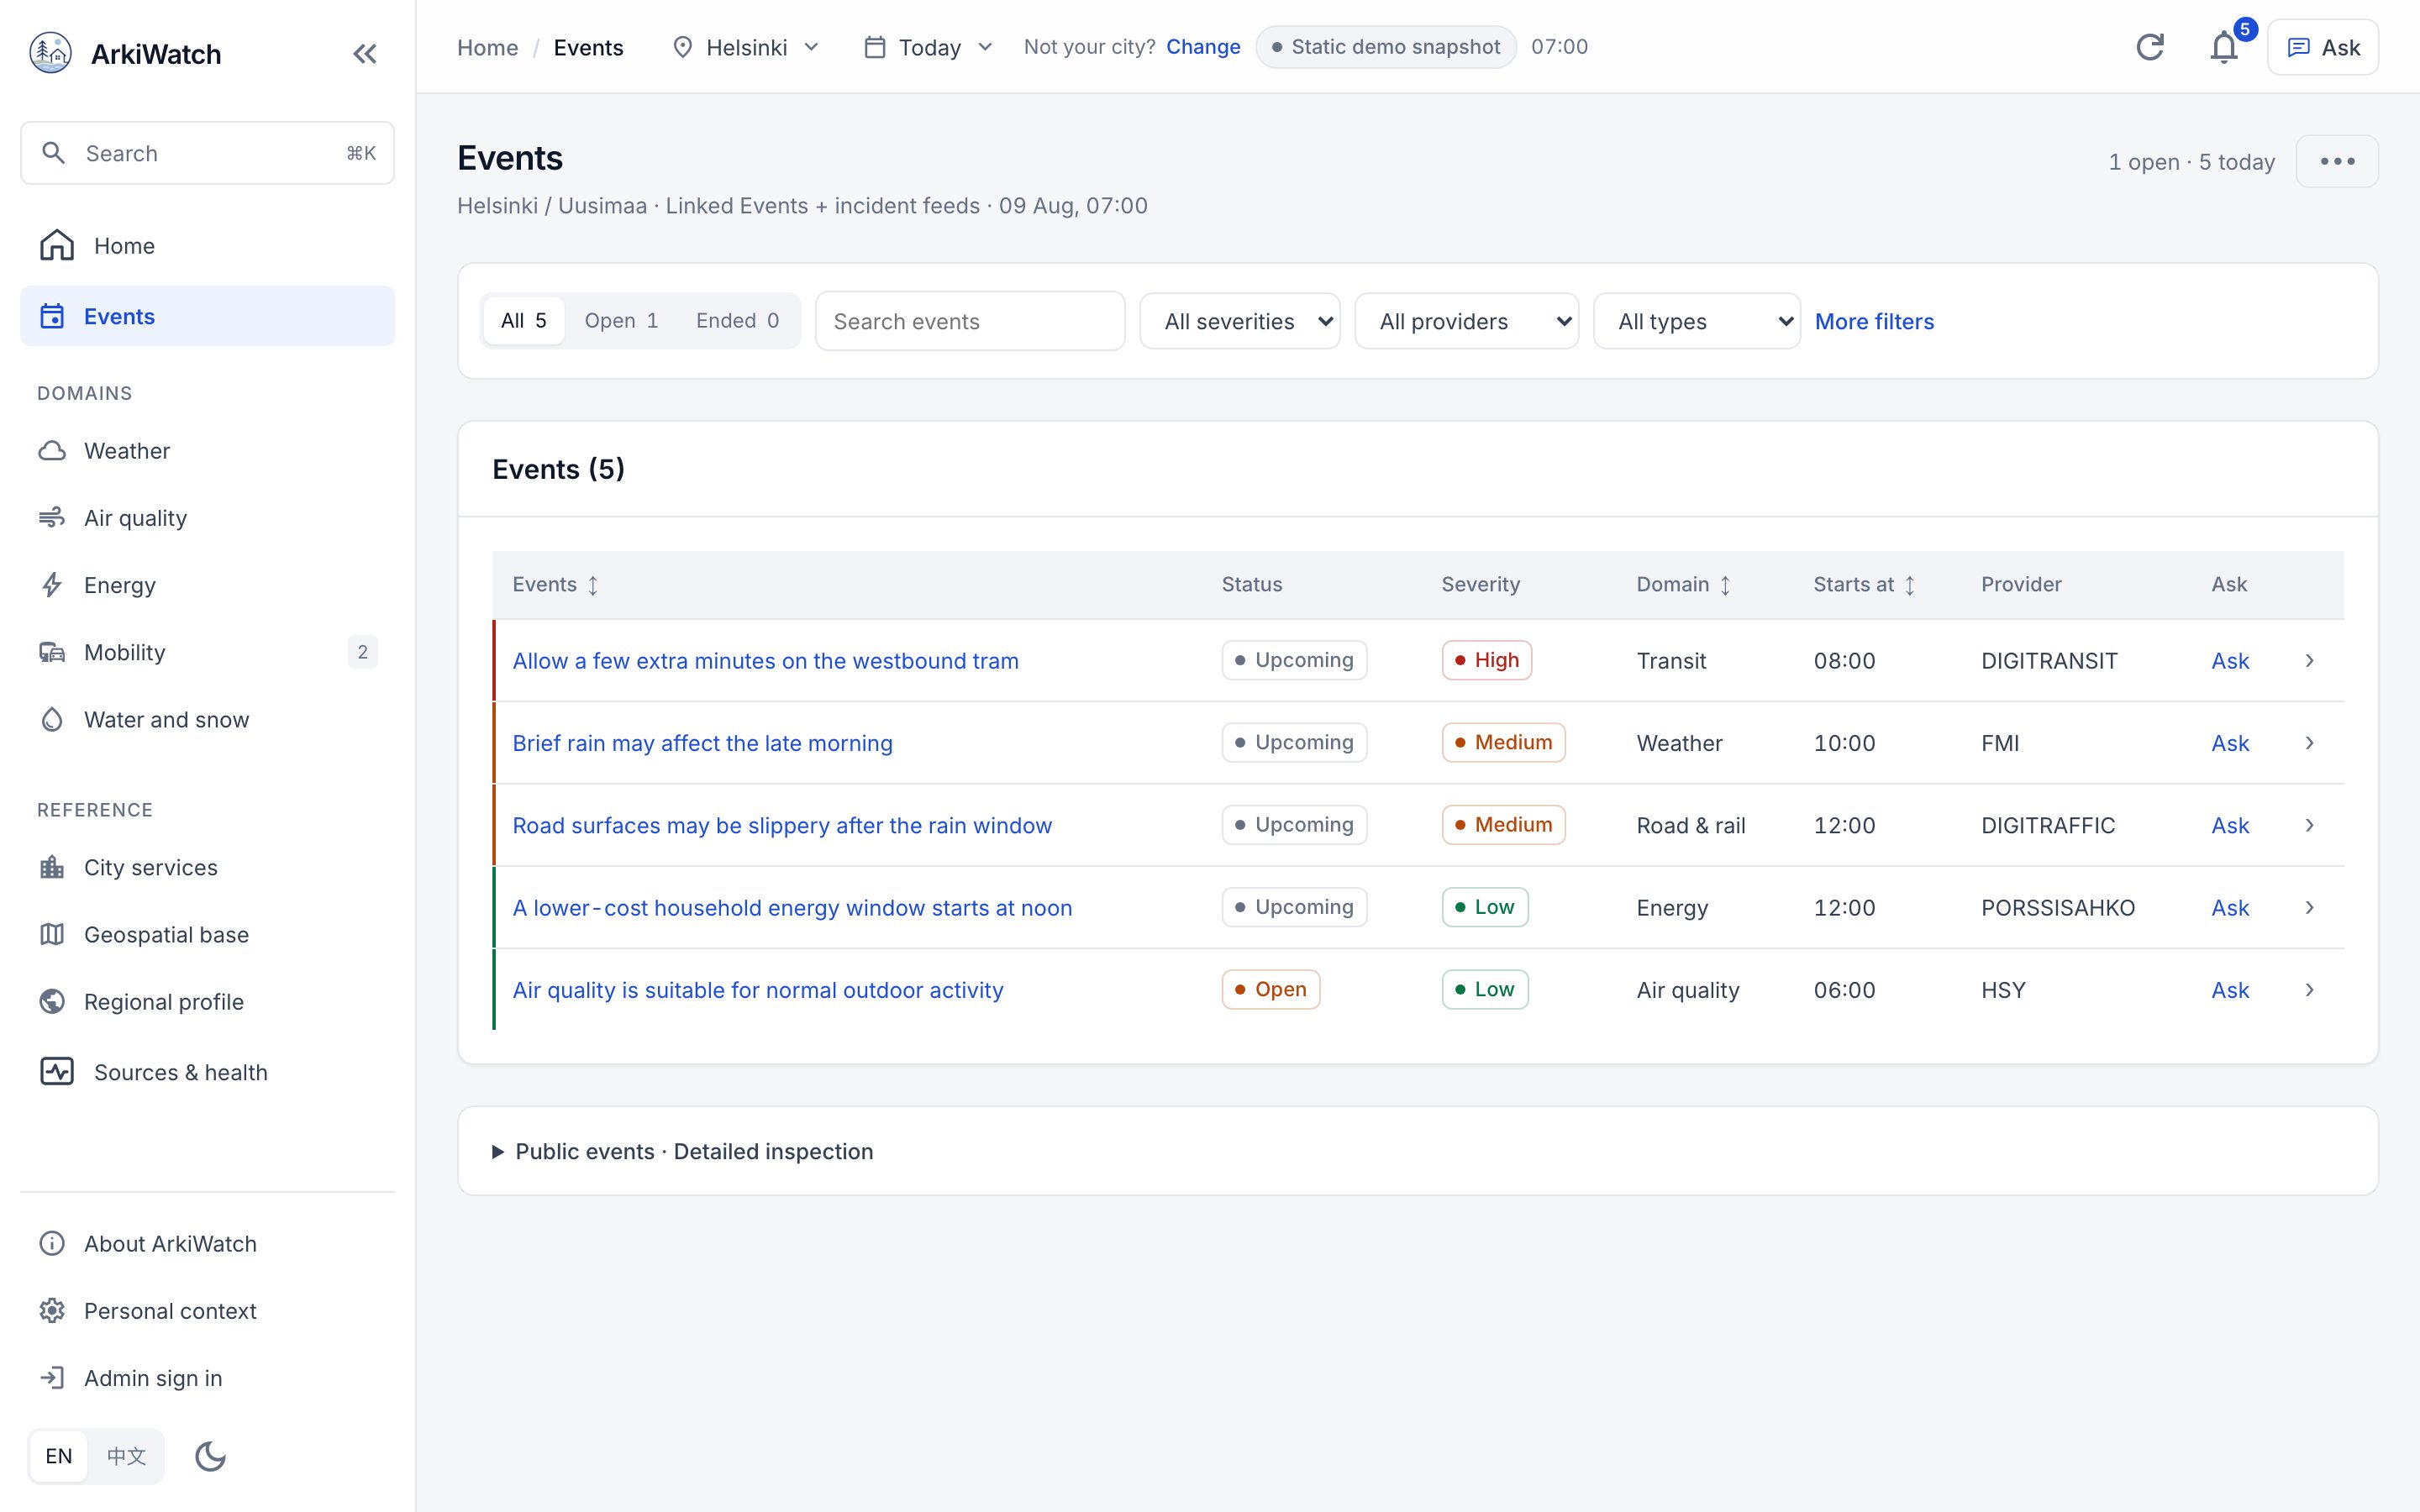 ArkiWatch
Search ⌘K
Home
Events
DOMAINS
Weather
Air quality
Energy
Mobility 2
Water and snow
REFERENCE
City services
Geospatial base
Regional profile
Sources & health
About ArkiWatch
Personal context
Admin sign in
EN 中文
Home / Events Helsinki Today Not your city? Change Static demo snapshot 07:00 5 Ask
Events
1 open · 5 today
Helsinki / Uusimaa · Linked Events + incident feeds · 09 Aug, 07:00
All 5 Open 1 Ended 0 Search events All severities All providers All types More filters
Events (5)
Events Status Severity Domain Starts at Provider Ask
Allow a few extra minutes on the westbound tram Upcoming High Transit 08:00 DIGITRANSIT Ask
Brief rain may affect the late morning Upcoming Medium Weather 10:00 FMI Ask
Road surfaces may be slippery after the rain window Upcoming Medium Road & rail 12:00 DIGITRAFFIC Ask
A lower-cost household energy window starts at noon Upcoming Low Energy 12:00 PORSSISAHKO Ask
Air quality is suitable for normal outdoor activity Open Low Air quality 06:00 HSY Ask
Public events · Detailed inspection